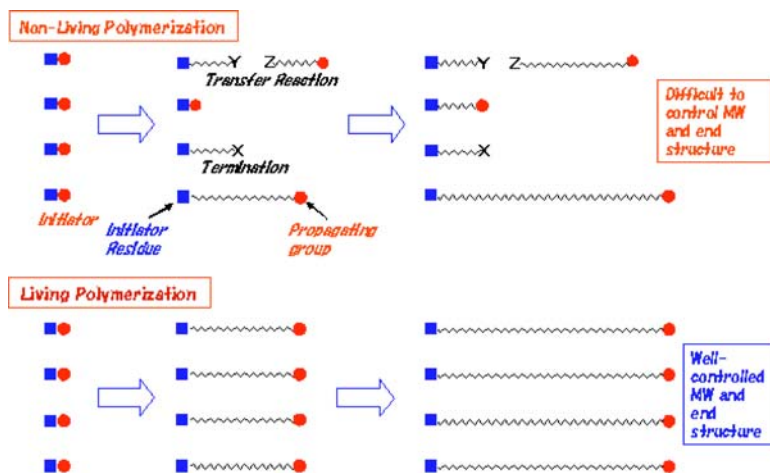 Non-Living Polymerization
Y Z
Transfer Reaction
X
Termination
Initiator
Initiator
Residue
Propagating
group
Y Z
X
Difficult to
control MW
and end
structure
Living Polymerization
Well-
controlled
MW and
end
structure